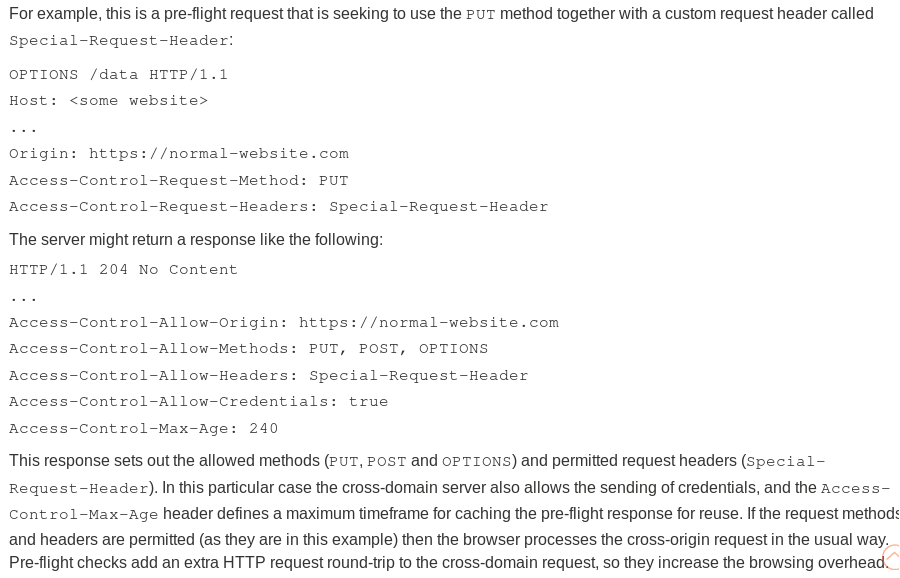 For example, this is a pre-flight request that is seeking to use the PUT method together with a custom request header called
Special-Request-Header:
OPTIONS /data HTTP/1.1
Host: <some website>
...
Origin: https://normal-website.com
Access-Control-Request-Method: PUT
Access-Control-Request-Headers: Special-Request-Header
The server might return a response like the following:
HTTP/1.1 204 No Content
...
Access-Control-Allow-Origin: https://normal-website.com
Access-Control-Allow-Methods: PUT, POST, OPTIONS
Access-Control-Allow-Headers: Special-Request-Header
Access-Control-Allow-Credentials: true
Access-Control-Max-Age: 240
This response sets out the allowed methods (PUT, POST and OPTIONS) and permitted request headers (Special-
Request-Header). In this particular case the cross-domain server also allows the sending of credentials, and the Access-
Control-Max-Age header defines a maximum timeframe for caching the pre-flight response for reuse. If the request methods
and headers are permitted (as they are in this example) then the browser processes the cross-origin request in the usual way.
Pre-flight checks add an extra HTTP request round-trip to the cross-domain request, so they increase the browsing overhead.